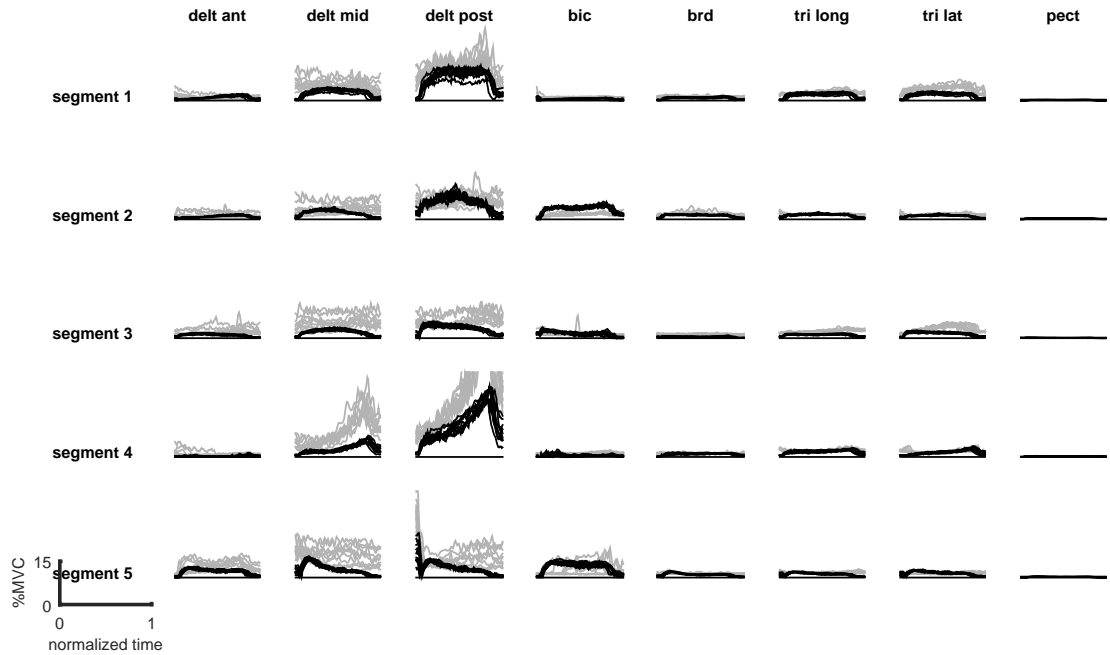 delt ant delt mid delt post bic brd tri long tri lat pect
segment 1
segment 2
segment 3
segment 4
segment 5
%MVC
15
0
0 1
normalized time